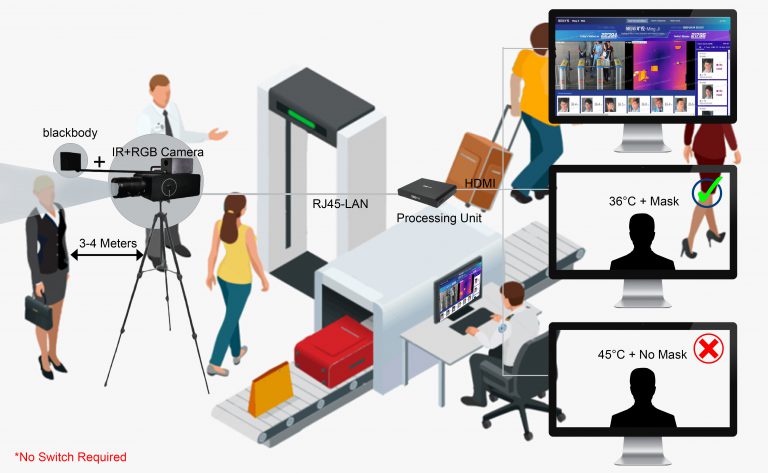 blackbody
+
IR+RGB Camera
3-4 Meters
RJ45-LAN
Processing Unit
HDMI
36°C + Mask
45°C + No Mask
*No Switch Required